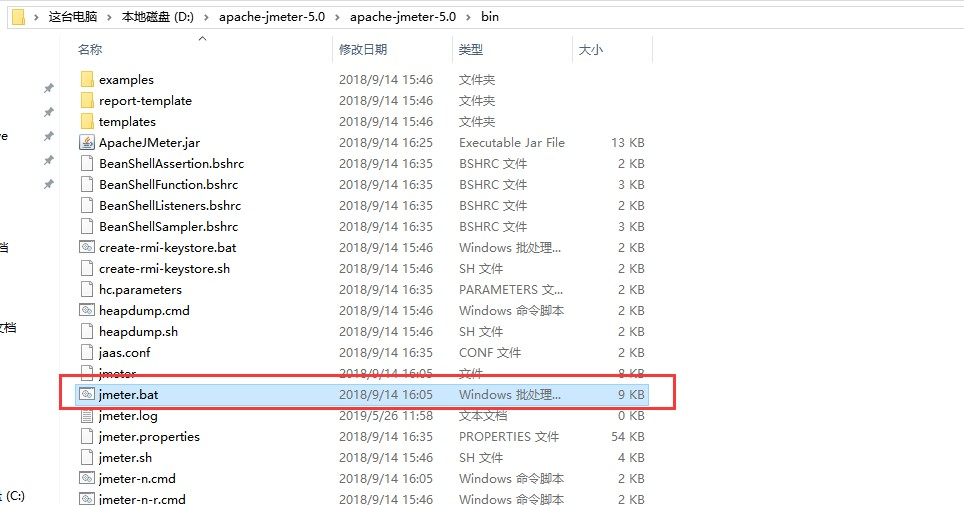 这台电脑 > 本地磁盘 (D:) > apache-jmeter-5.0 > apache-jmeter-5.0 > bin
名称 修改日期 类型 大小
examples 2018/9/14 15:46 文件夹
report-template 2018/9/14 15:46 文件夹
templates 2018/9/14 15:46 文件夹
ApacheJMeter.jar 2018/9/14 16:25 Executable Jar File 13 KB
BeanShellAssertion.bshrc 2018/9/14 16:35 BSHRC 文件 2 KB
BeanShellFunction.bshrc 2018/9/14 16:35 BSHRC 文件 3 KB
BeanShellListeners.bshrc 2018/9/14 16:35 BSHRC 文件 2 KB
BeanShellSampler.bshrc 2018/9/14 16:35 BSHRC 文件 2 KB
create-rmi-keystore.bat 2018/9/14 15:46 Windows 批处理... 2 KB
create-rmi-keystore.sh 2018/9/14 15:46 SH 文件 2 KB
hc.parameters 2018/9/14 16:35 PARAMETERS 文... 2 KB
heapdump.cmd 2018/9/14 15:46 Windows 命令脚本 2 KB
heapdump.sh 2018/9/14 15:46 SH 文件 2 KB
jaas.conf 2018/9/14 16:35 CONF 文件 2 KB
jmeter 2018/9/14 16:05 文件 8 KB
jmeter.bat 2018/9/14 16:05 Windows 批处理... 9 KB
jmeter.log 2019/5/26 11:58 文本文档 0 KB
jmeter.properties 2018/9/14 16:35 PROPERTIES 文件 54 KB
jmeter.sh 2018/9/14 15:46 SH 文件 4 KB
jmeter-n.cmd 2018/9/14 16:05 Windows 命令脚本 2 KB
(C:)
jmeter-n-r.cmd 2018/9/14 15:46 Windows 命令脚本 2 KB